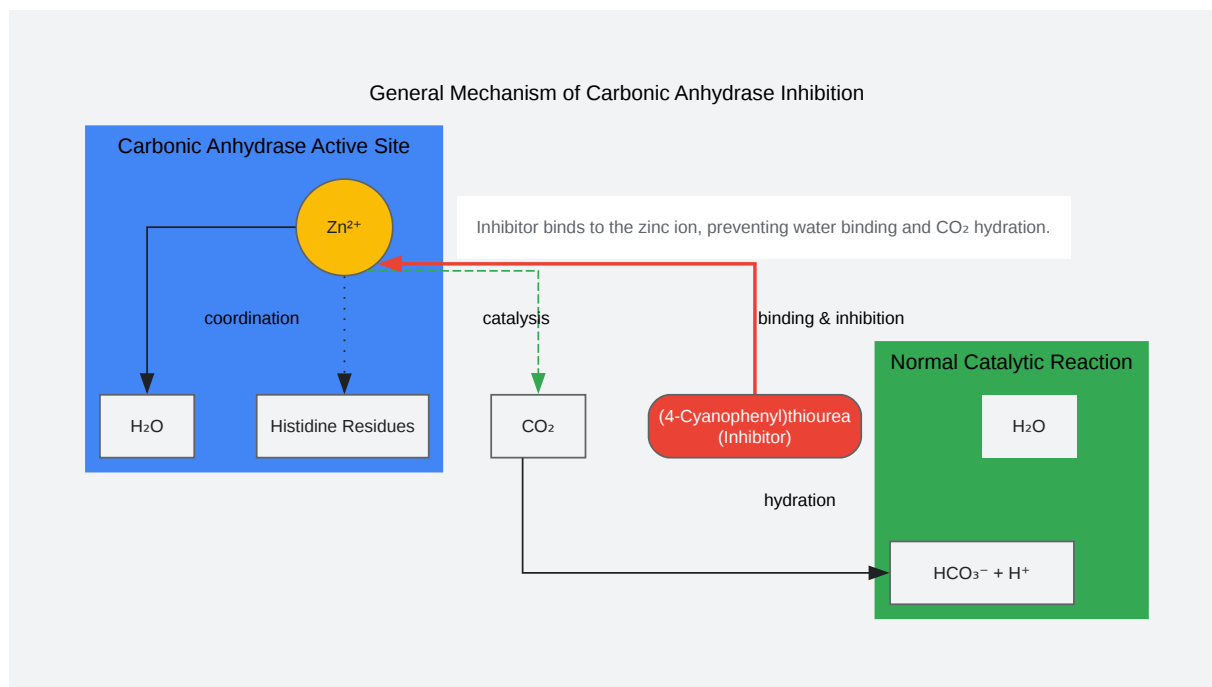 General Mechanism of Carbonic Anhydrase Inhibition
Carbonic Anhydrase Active Site
Zn²⁺
Inhibitor binds to the zinc ion, preventing water binding and CO₂ hydration.
coordination
catalysis
binding & inhibition
Normal Catalytic Reaction
H₂O
Histidine Residues
CO₂
(4-Cyanophenyl)thiourea
(Inhibitor)
H₂O
hydration
HCO₃⁻ + H⁺